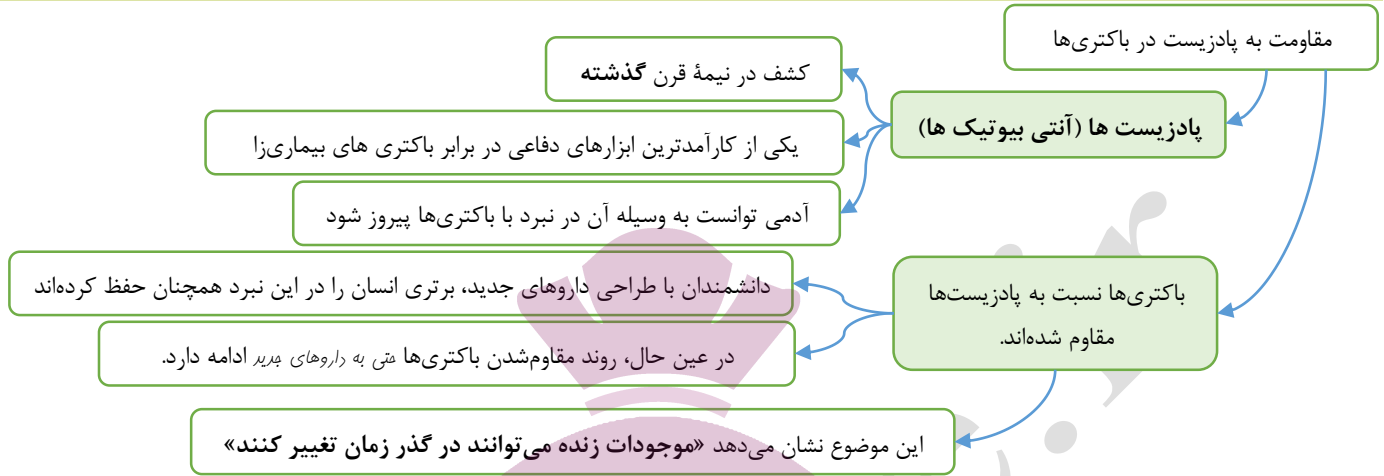 مقاومت به پادزیست در باکتری‌ها
پادزیست ها (آنتی بیوتیک ها)
کشف در نیمهٔ قرن گذشته
یکی از کارآمدترین ابزارهای دفاعی در برابر باکتری های بیماری‌زا
آدمی توانست به وسیله آن در نبرد با باکتری‌ها پیروز شود
باکتری‌ها نسبت به پادزیست‌ها
مقاوم شده‌اند.
دانشمندان با طراحی داروهای جدید، برتری انسان را در این نبرد همچنان حفظ کرده‌اند
در عین حال، روند مقاوم‌شدن باکتری‌ها حتی به داروهای جدید ادامه دارد.
این موضوع نشان می‌دهد «موجودات زنده می‌توانند در گذر زمان تغییر کنند»